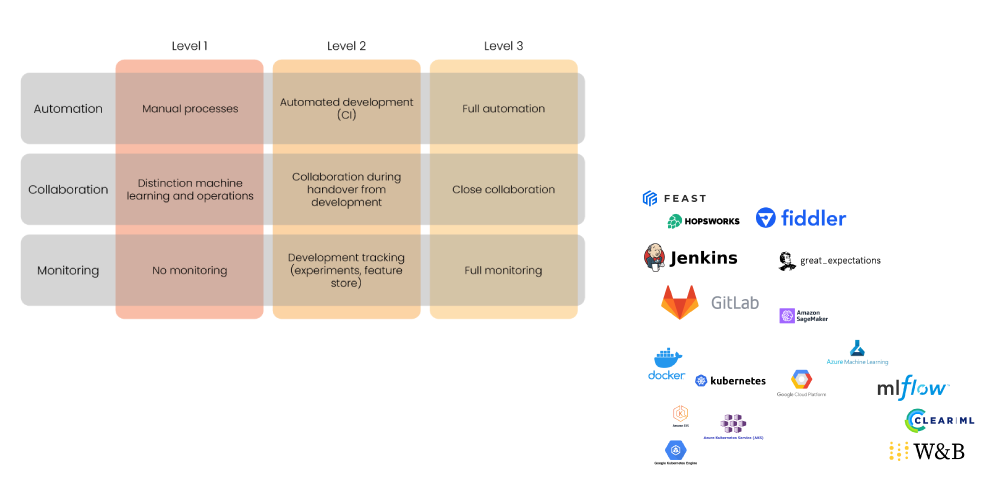 Level 1
Level 2
Level 3
Automation
Manual processes
Automated development
(CI)
Full automation
Collaboration
Distinction machine
learning and operations
Collaboration during
handover from
development
Close collaboration
Monitoring
No monitoring
Development tracking
(experiments, feature
store)
Full monitoring
FEAST
HOPSWORKS
fiddler
Jenkins
great_expectations
GitLab
Amazon
SageMaker
docker
kubernetes
Google Cloud Platform
Azure Machine Learning
mlflow
Amazon EKS
Azure Kubernetes Service (AKS)
Google Kubernetes Engine
CLEAR|ML
W&B